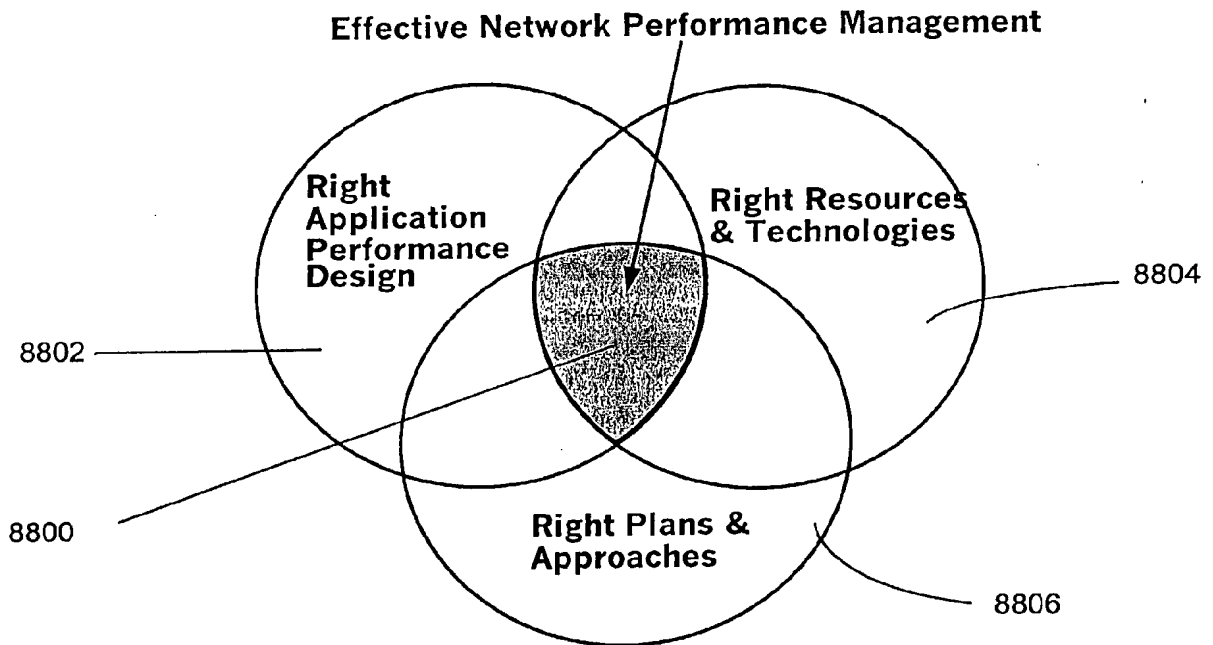 Effective Network Performance Management
Right
Application
Performance
Design
Right Resources
& Technologies
8804
8802
8800
Right Plans &
Approaches
8806